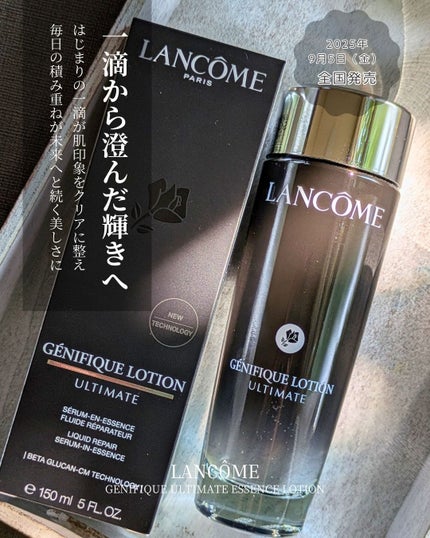 2025年
9月5日（金）
全国発売
一滴から澄んだ輝きへ
はじまりの一滴が肌印象をクリアに整え
毎日の積み重ねが未来へと続く美しさに
LANCÔME
PARIS
NEW
TECHNOLOGY
GÉNIFIQUE LOTION
ULTIMATE
SÉRUM-EN-ESSENCE
FLUIDE RÉPARATEUR
LIQUID REPAIR
SERUM-IN-ESSENCE
| BETA GLUCAN-CM TECHNOLOGY
e 150 ml 5 FL.OZ.
LANCÔME
GÉNIFIQUE LOTION
ULTIMATE
LANCÔME
GÉNIFIQUE ULTIMATE ESSENCE LOTION